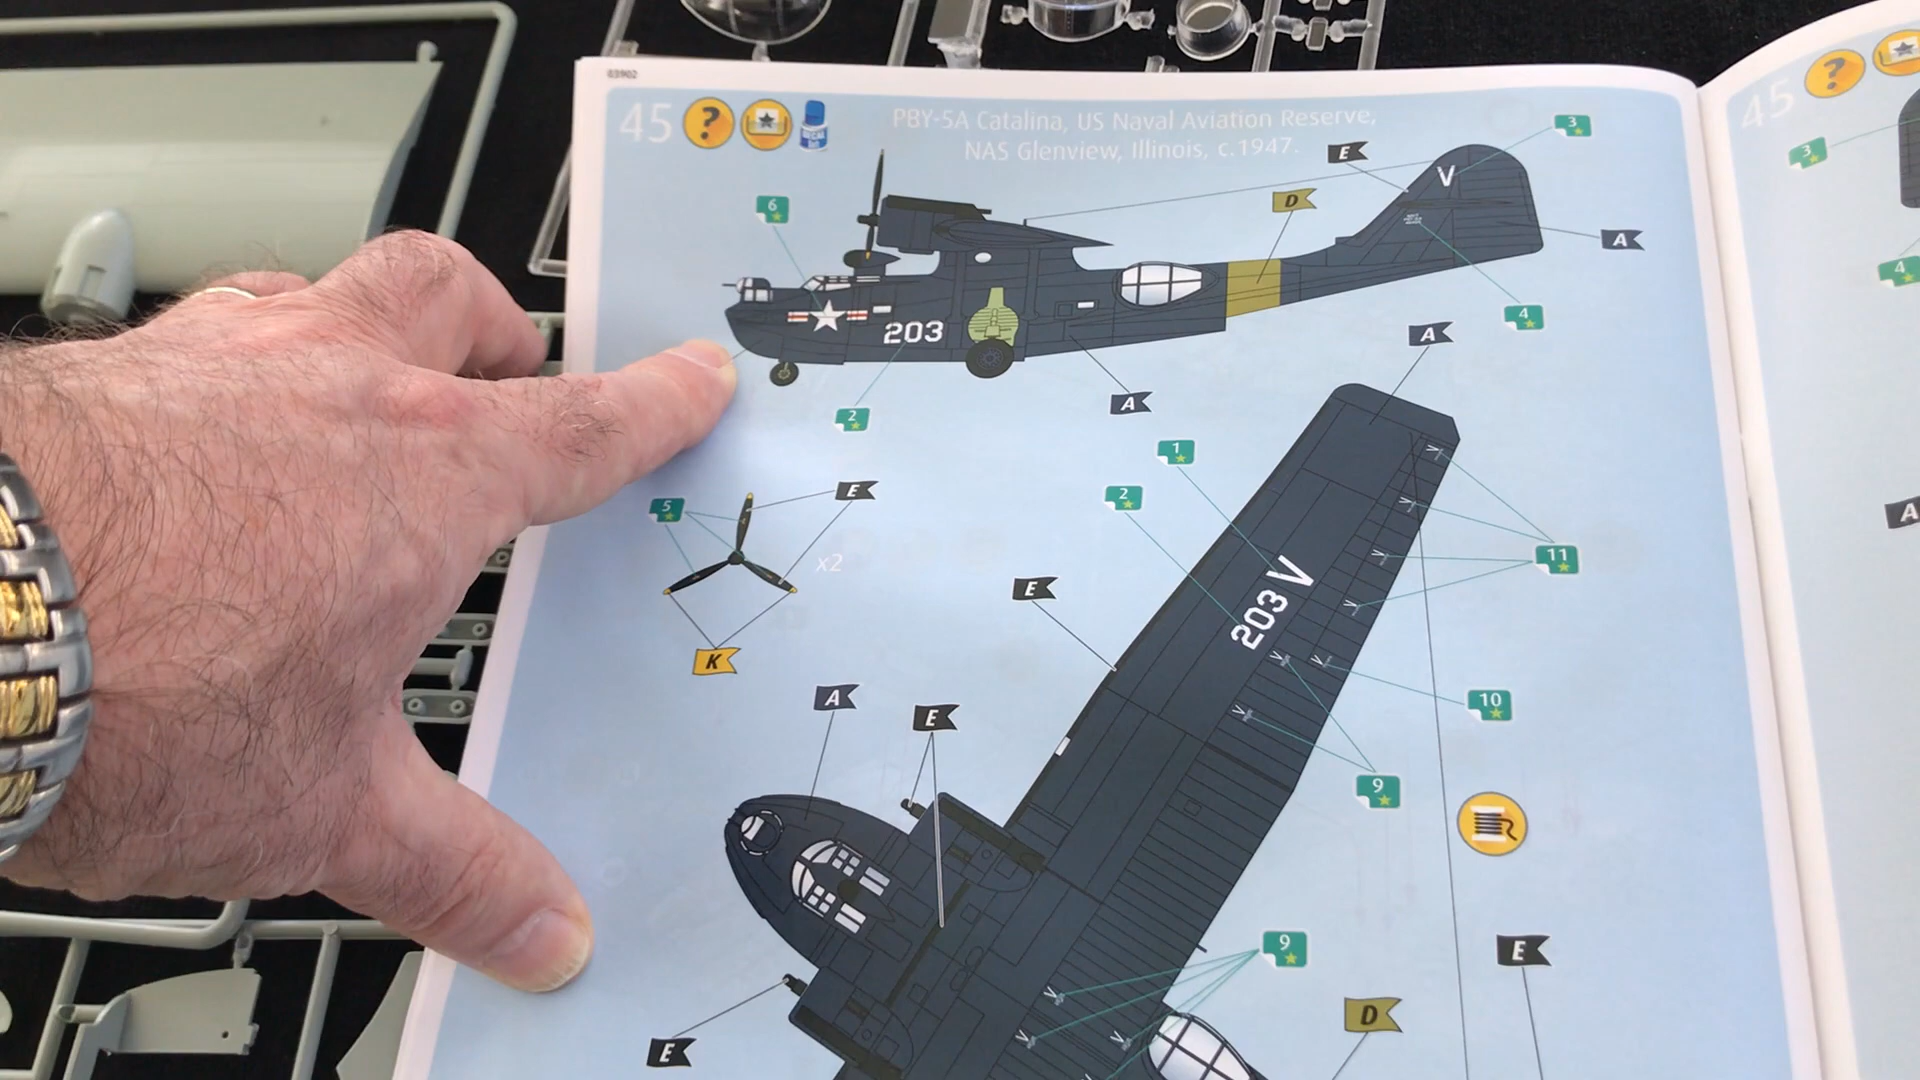 03902
45 ?
PBY-5A Catalina, US Naval Aviation Reserve,
NAS Glenview, Illinois, c.1947.
45 ?
3
E
3
V
6
D
A
4
4
203
A
2
A
1
5
E
2
11
x2
E
A
203 V
K
10
A
E
9
9
E
D
E